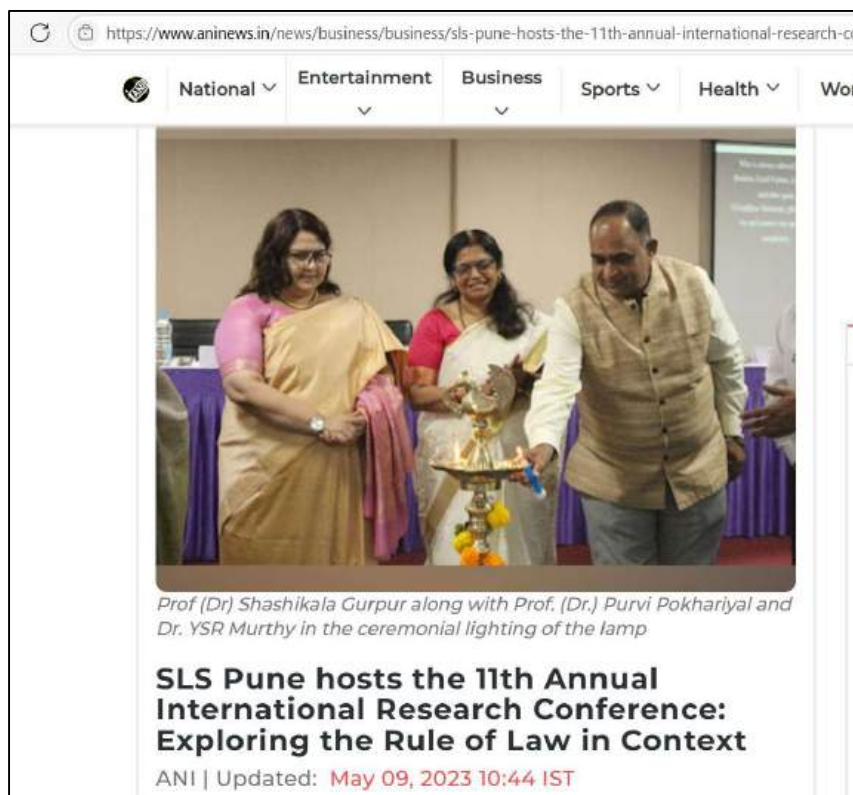 https://www.aninews.in/news/business/business/sls-pune-hosts-the-11th-annual-international-research-c
National
Entertainment
Business
Sports
Health
Prof (Dr) Shashikala Gurpur along with Prof. (Dr.) Purvi Pokhariyal and
Dr. YSR Murthy in the ceremonial lighting of the lamp
SLS Pune hosts the 11th Annual
International Research Conference:
Exploring the Rule of Law in Context
ANI | Updated: May 09, 2023 10:44 IST